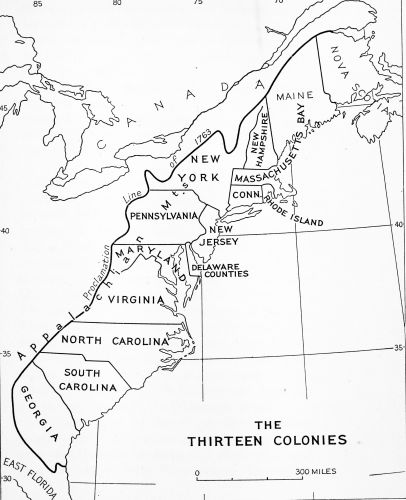 85
80
75
CANADA
NOVA SCO
MAINE
45
45
Line of 1763
Proclamation
NEW HAMPSHIRE
MASSACHUSETTS BAY
NEW YORK
CONN.
RHODE ISLAND
PENNSYLVANIA
Appalachian Mts.
NEW JERSEY
40
40
MARYLAND
DELAWARE COUNTIES
VIRGINIA
NORTH CAROLINA
35
35
SOUTH CAROLINA
GEORGIA
THE
THIRTEEN COLONIES
EAST FLORIDA
30
0 300 MILES